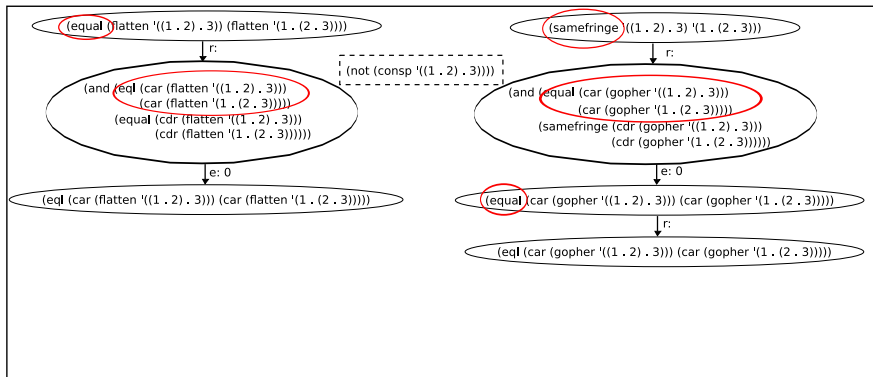 (equal (flatten '((1 . 2) . 3)) (flatten '(1 . (2 . 3))))
r:
(and (eql (car (flatten '((1 . 2) . 3)))
(car (flatten '(1 . (2 . 3)))))
(equal (cdr (flatten '((1 . 2) . 3)))
(cdr (flatten '(1 . (2 . 3))))))
e: 0
(eql (car (flatten '((1 . 2) . 3))) (car (flatten '(1 . (2 . 3)))))
(not (consp '((1 . 2) . 3))))
(samefringe '((1 . 2) . 3) '(1 . (2 . 3)))
r:
(and (equal (car (gopher '((1 . 2) . 3)))
(car (gopher '(1 . (2 . 3)))))
(samefringe (cdr (gopher '((1 . 2) . 3)))
(cdr (gopher '(1 . (2 . 3))))))
e: 0
(equal (car (gopher '((1 . 2) . 3))) (car (gopher '(1 . (2 . 3)))))
r:
(eql (car (gopher '((1 . 2) . 3))) (car (gopher '(1 . (2 . 3)))))